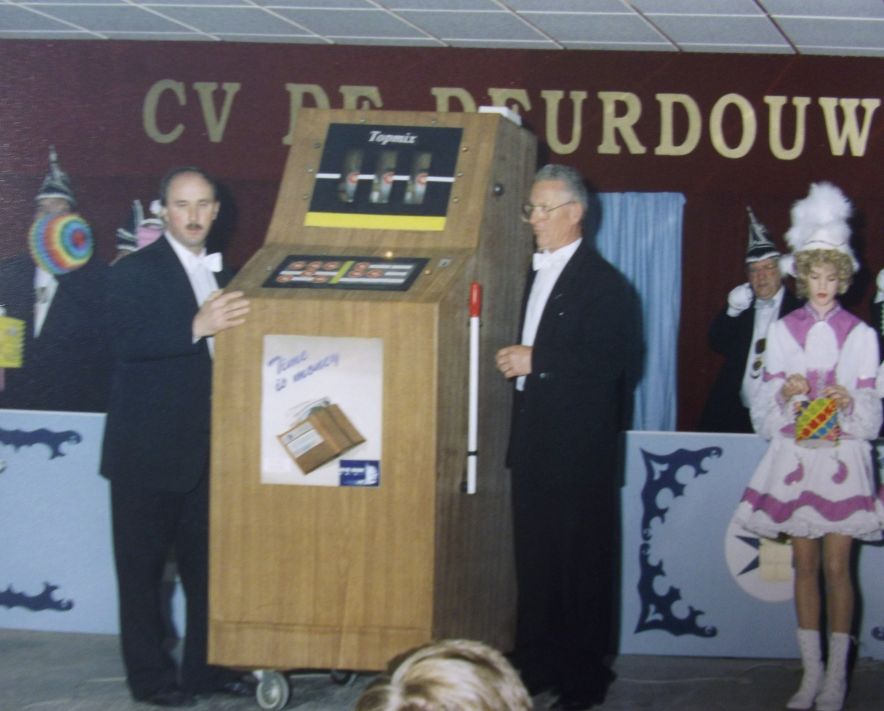 CV DE DEURDOUW
Topmix
Time
is money